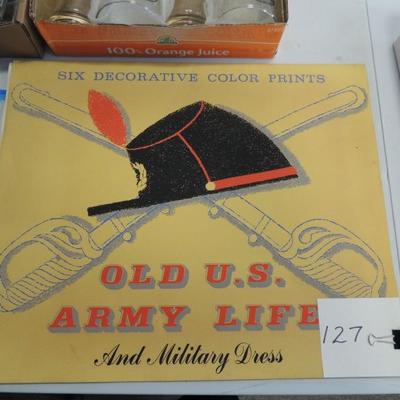 100% Orange Juice
SIX DECORATIVE COLOR PRINTS
OLD U.S.
ARMY LIFE
And Military Dress
127